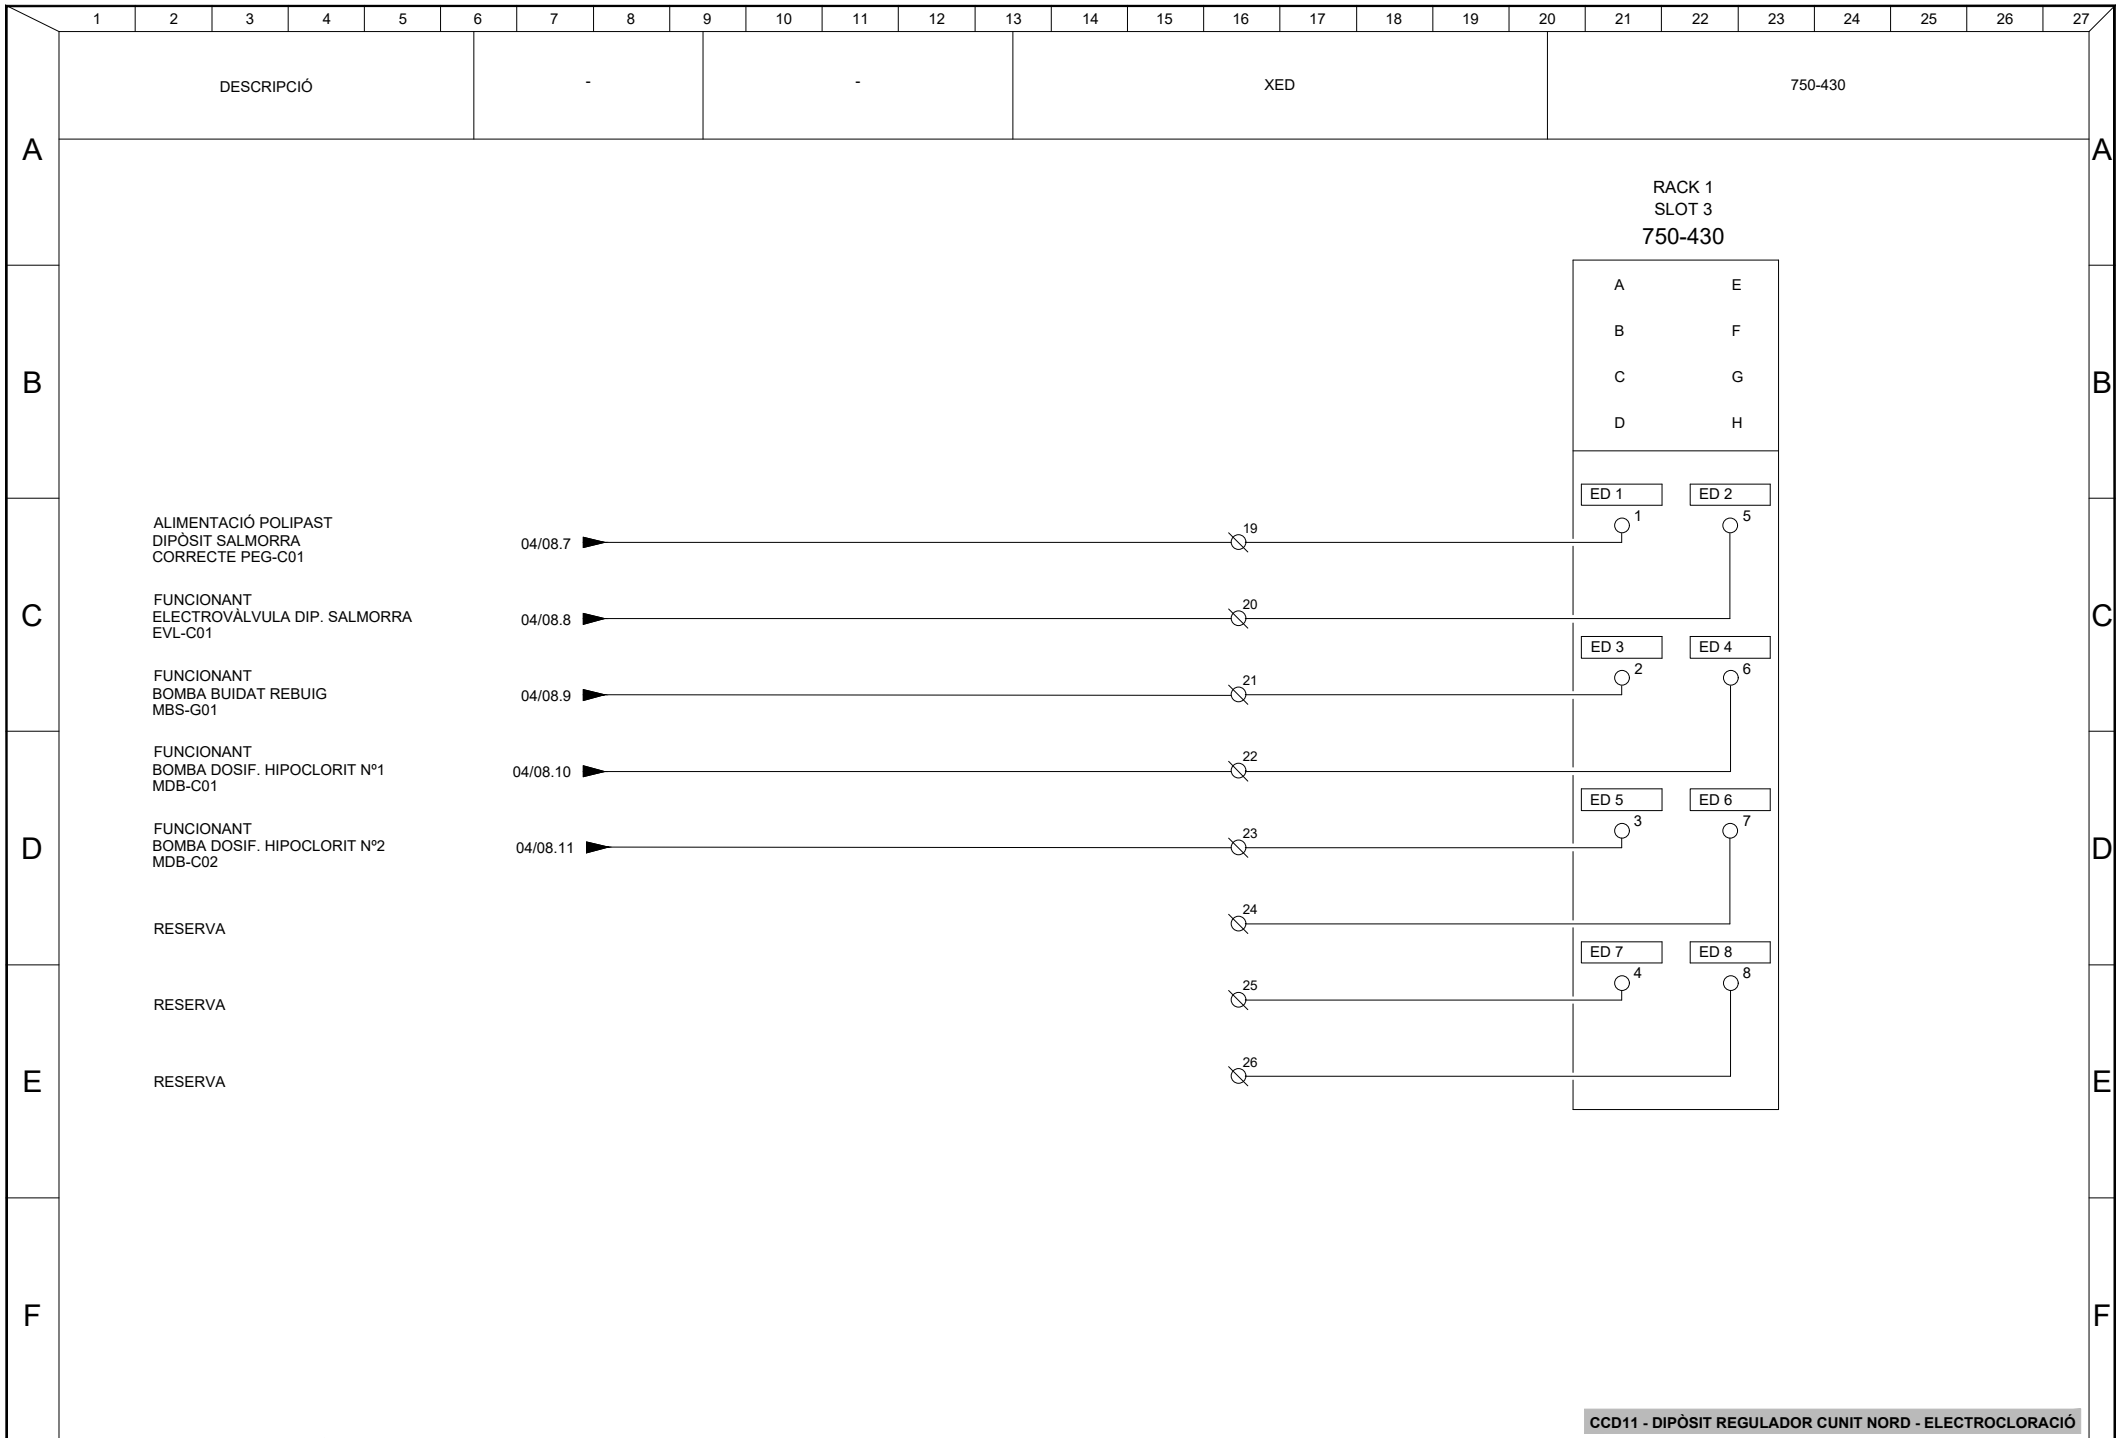 1 2 3 4 5 6 7 8 9 10 11 12 13 14 15 16 17 18 19 20 21 22 23 24 25 26 27
DESCRIPCIÓ - - XED 750-430
A A
RACK 1
SLOT 3
750-430
A E
B F
B B
C G
D H
ED 1 ED 2
ALIMENTACIÓ POLIPAST
DIPÒSIT SALMORRA
CORRECTE PEG-C01
04/08.7 19 1 5
FUNCIONANT
ELECTROVÀLVULA DIP. SALMORRA
EVL-C01
04/08.8 20
C C
ED 3 ED 4
FUNCIONANT
BOMBA BUIDAT REBUIG
MBS-G01
04/08.9 21 2 6
FUNCIONANT
BOMBA DOSIF. HIPOCLORIT Nº1
MDB-C01
04/08.10 22
ED 5 ED 6
FUNCIONANT
BOMBA DOSIF. HIPOCLORIT Nº2
MDB-C02
04/08.11 23 3 7
D D
RESERVA 24
ED 7 ED 8
RESERVA 25 4 8
RESERVA 26
E E
F F
CCD11 - DIPÒSIT REGULADOR CUNIT NORD - ELECTROCLORACIÓ